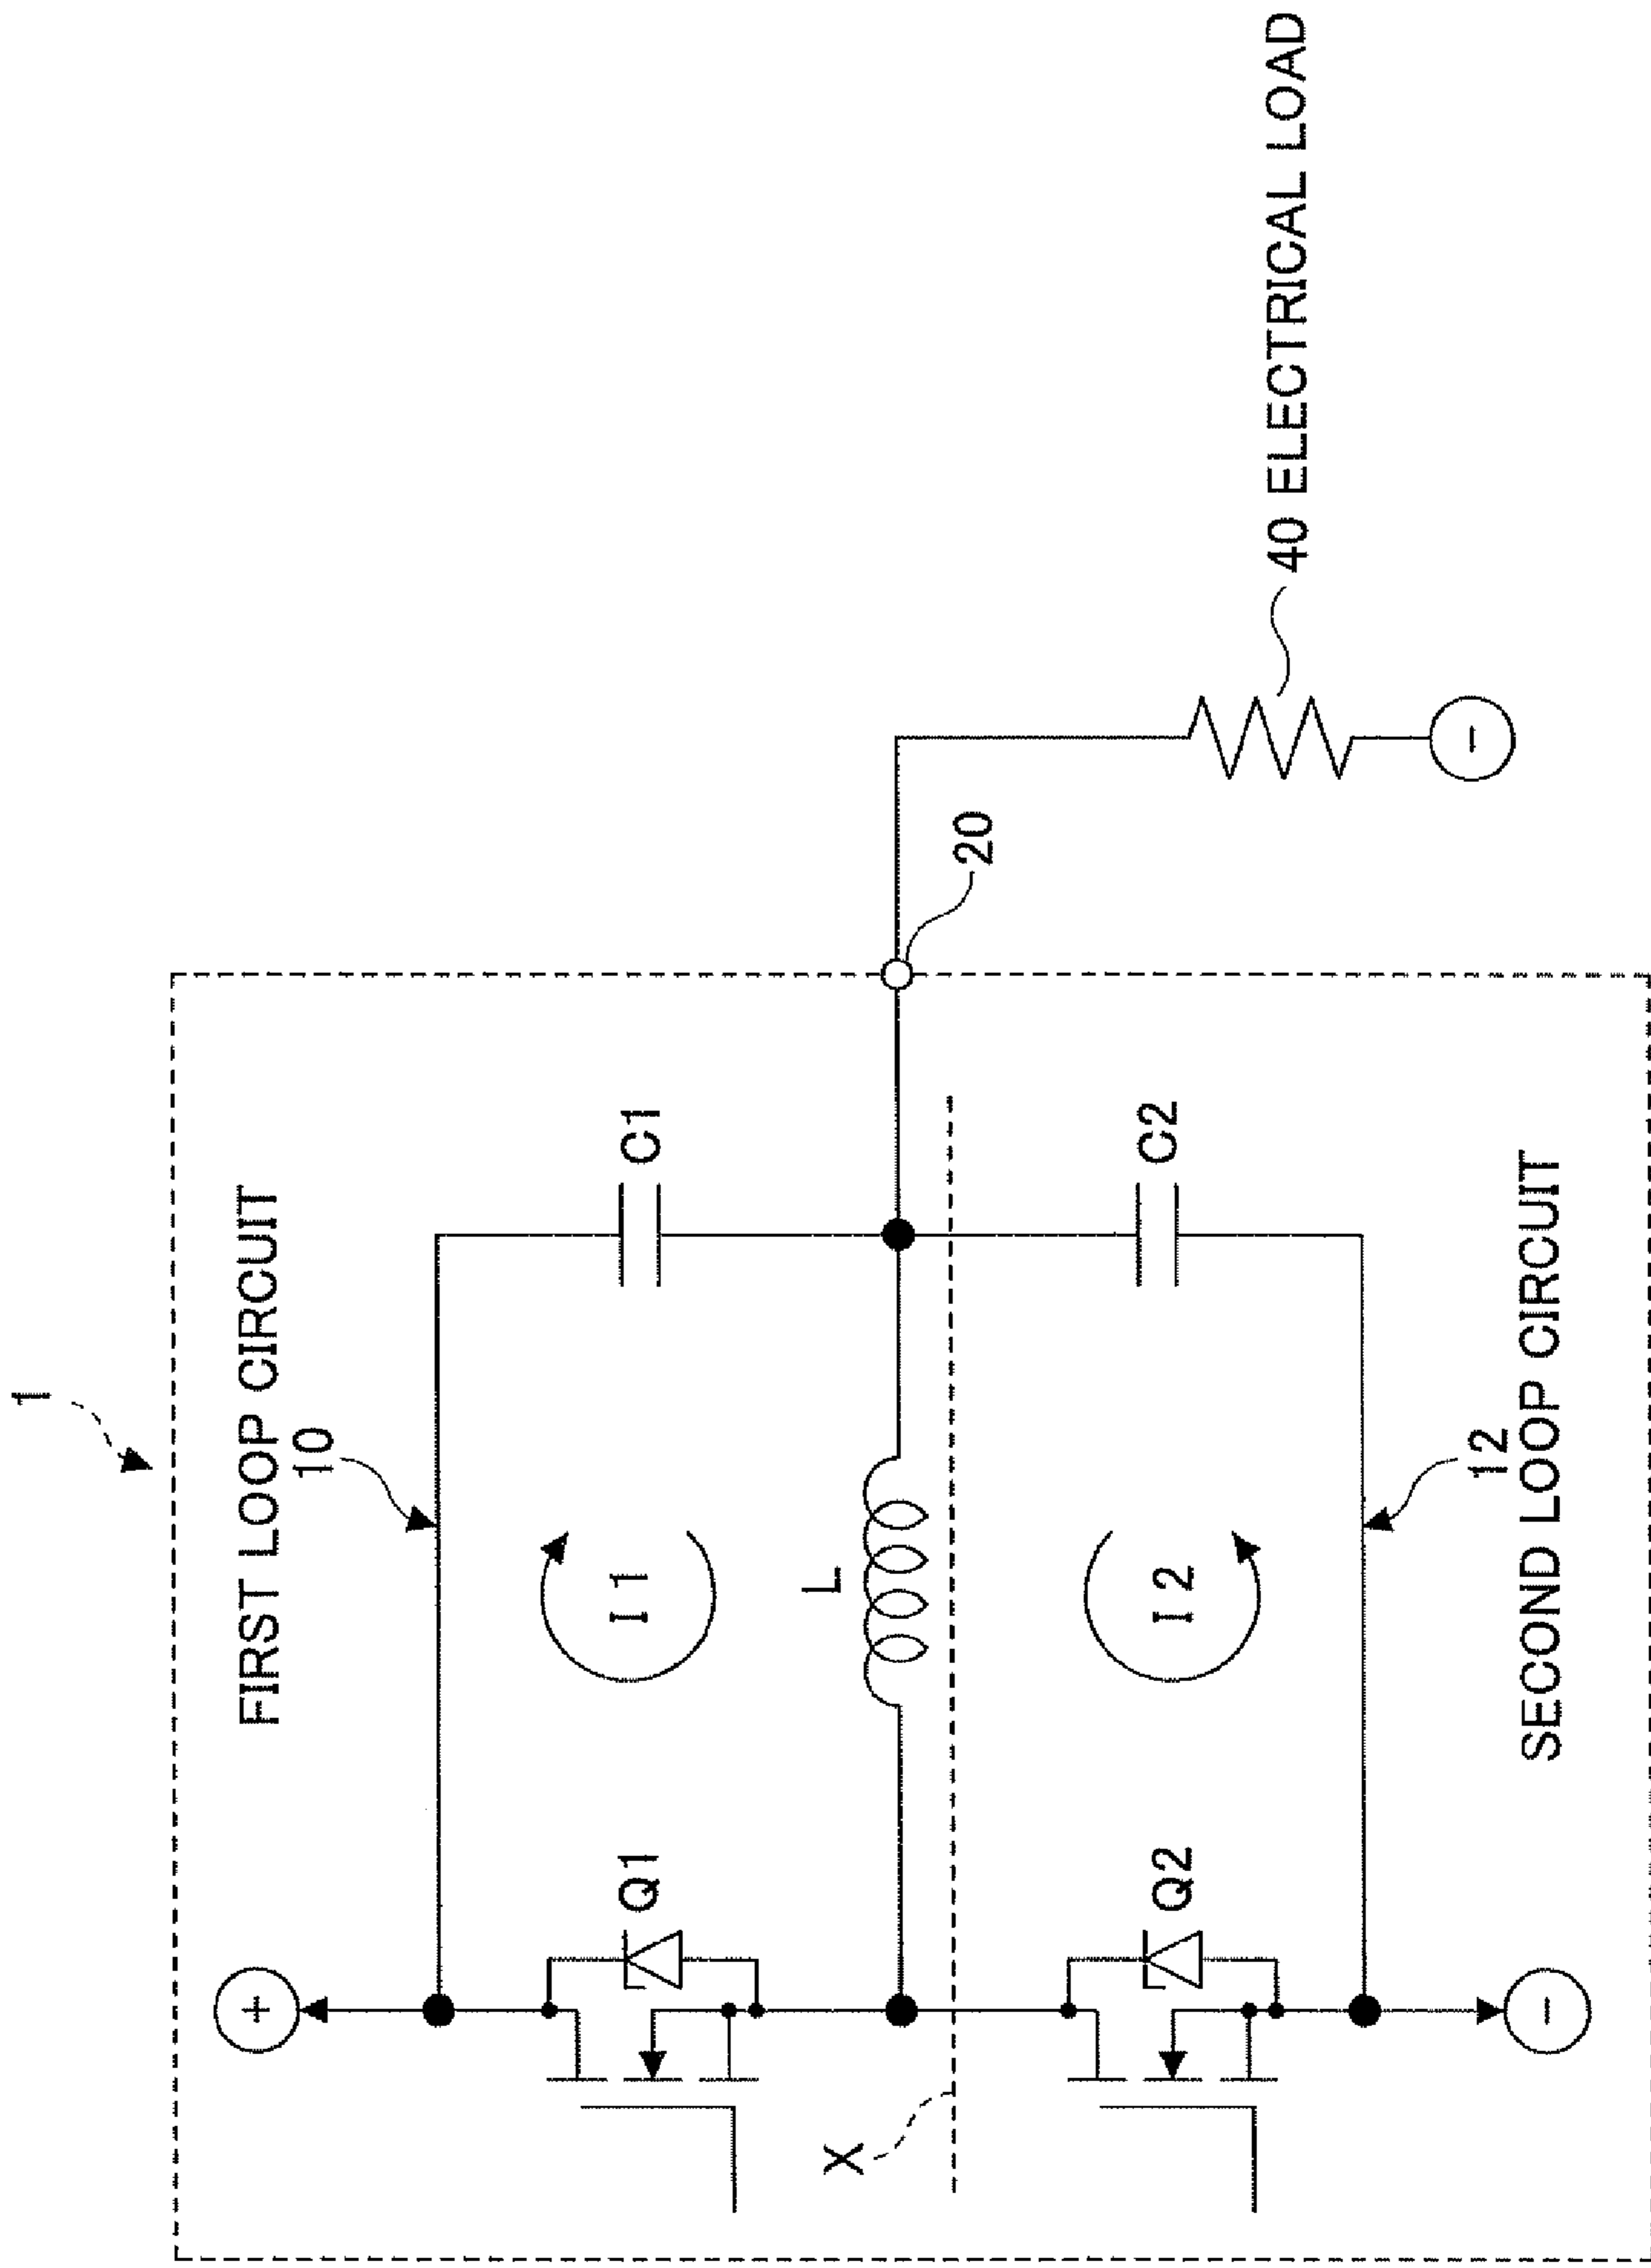 1
FIRST LOOP CIRCUIT
10
+
Q1
I1
C1
L
X
20
Q2
I2
C2
40 ELECTRICAL LOAD
-
12
SECOND LOOP CIRCUIT
-